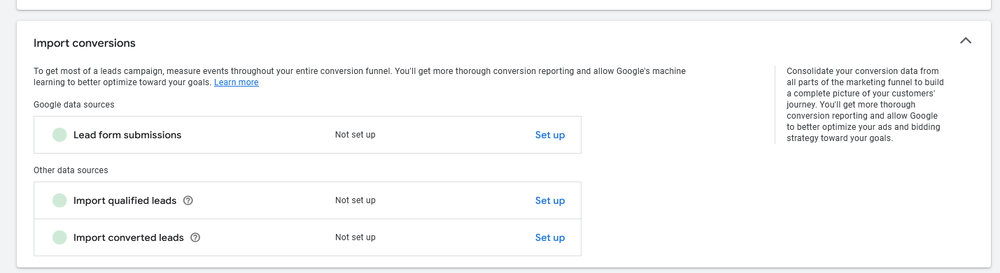 Import conversions
To get most of a leads campaign, measure events throughout your entire conversion funnel. You'll get more thorough conversion reporting and allow Google's machine
learning to better optimize toward your goals. Learn more
Google data sources
Lead form submissions Not set up Set up
Other data sources
Import qualified leads ? Not set up Set up
Import converted leads ? Not set up Set up
Consolidate your conversion data from
all parts of the marketing funnel to build
a complete picture of your customers'
journey. You'll get more thorough
conversion reporting and allow Google
to better optimize your ads and bidding
strategy toward your goals.